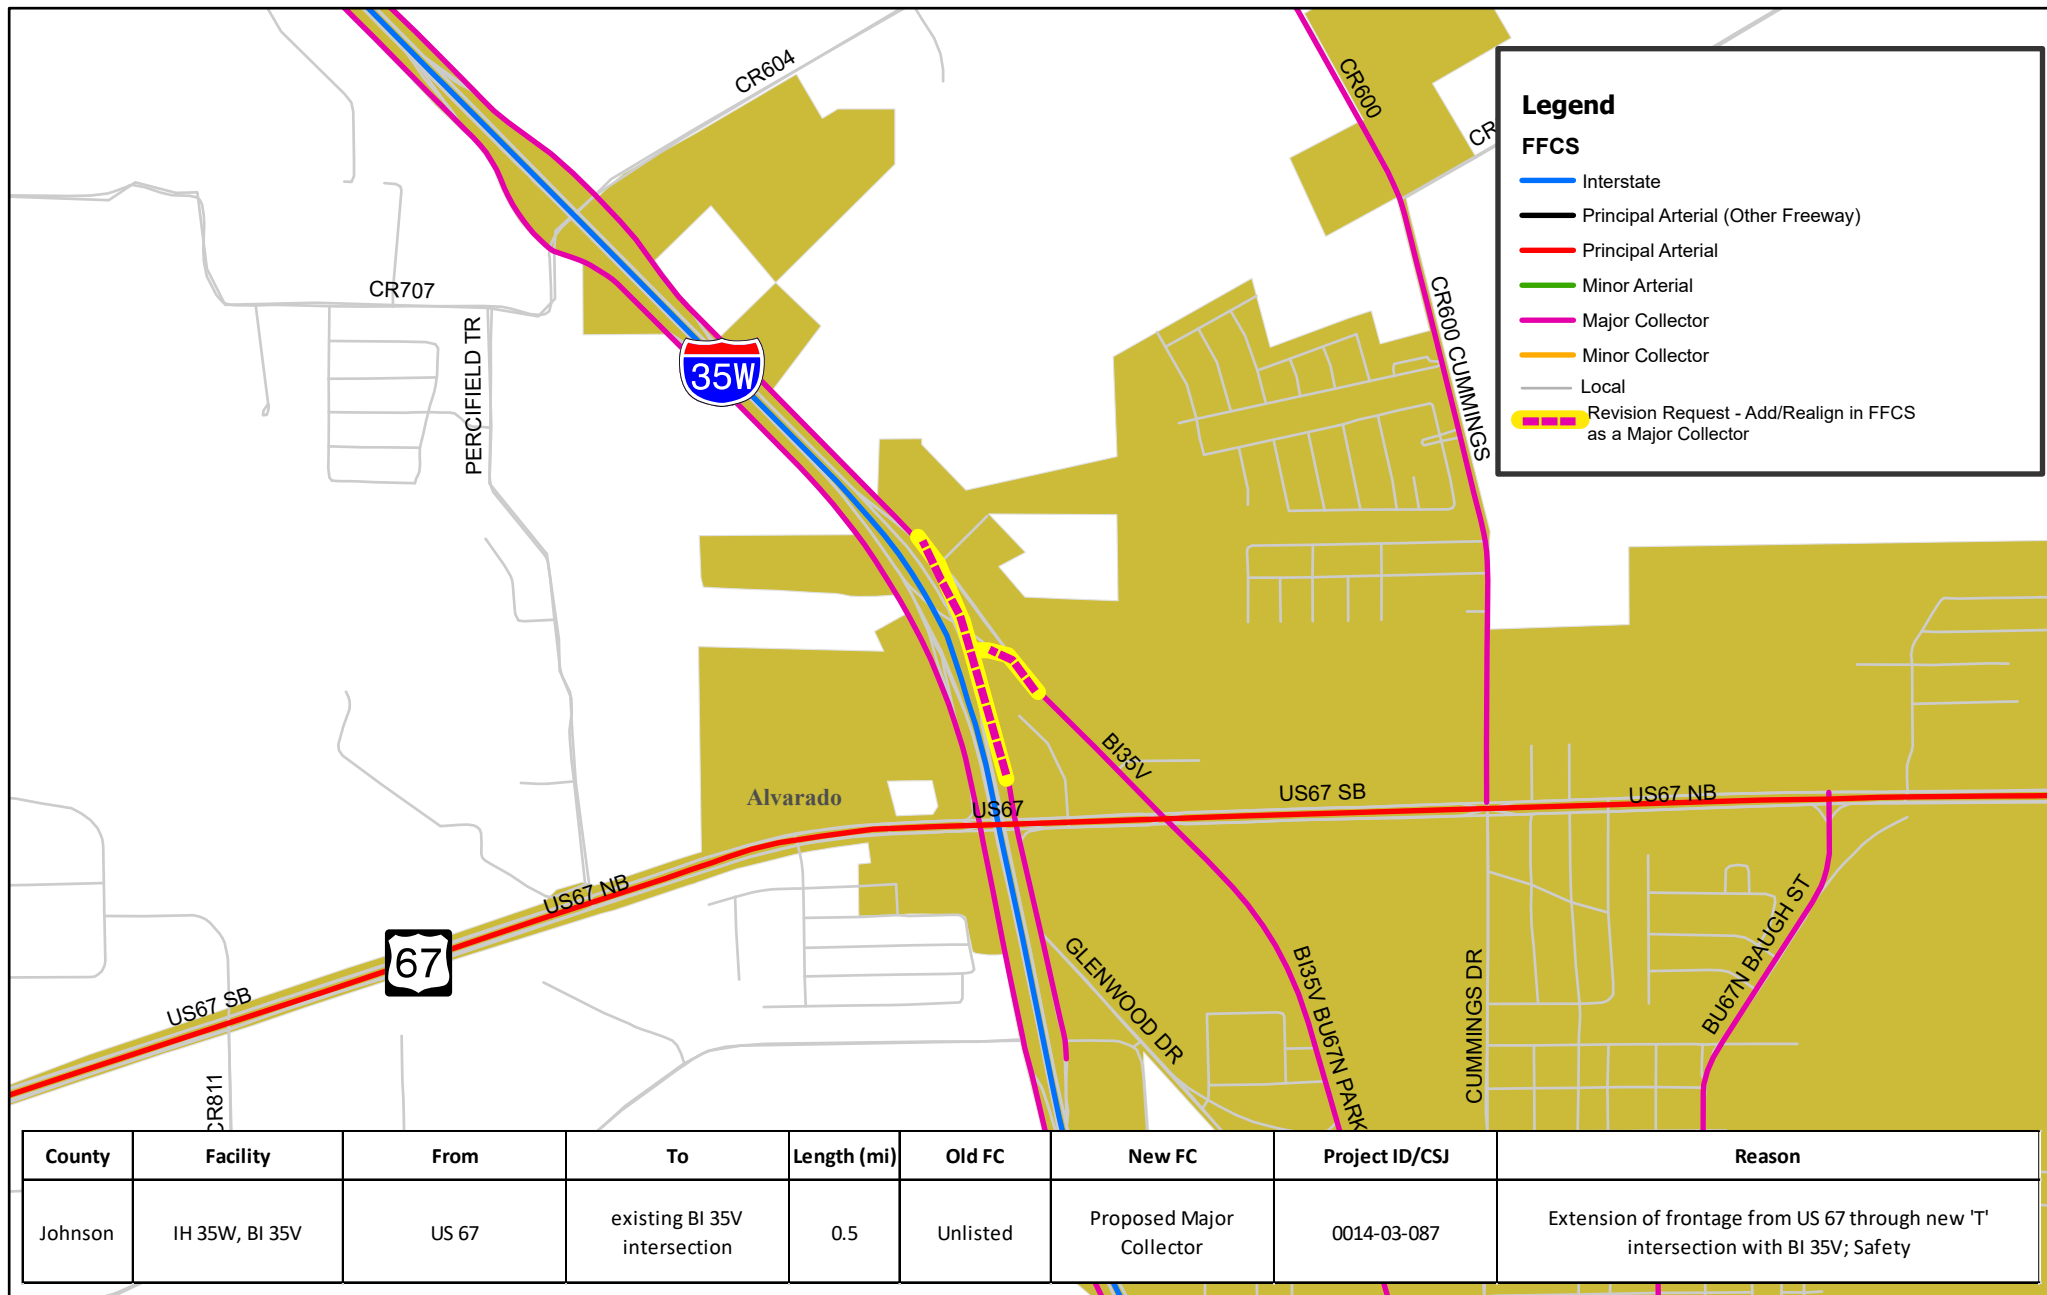 CR604
CR600
CR
Legend
FFCS
Interstate
Principal Arterial (Other Freeway)
Principal Arterial
Minor Arterial
Major Collector
Minor Collector
Local
Revision Request - Add/Realign in FFCS
as a Major Collector
CR707
PERCIFIELD TR
35W
CR600 CUMMINGS
BI35V
Alvarado
US67
US67 SB
US67 NB
US67 NB
67
US67 SB
CR811
GLENWOOD DR
BI35V BU67N PARK
CUMMINGS DR
BU67N BAUGH ST
County Facility From To Length (mi) Old FC New FC Project ID/CSJ Reason
Johnson IH 35W, BI 35V US 67 existing BI 35V intersection 0.5 Unlisted Proposed Major Collector 0014-03-087 Extension of frontage from US 67 through new 'T' intersection with BI 35V; Safety